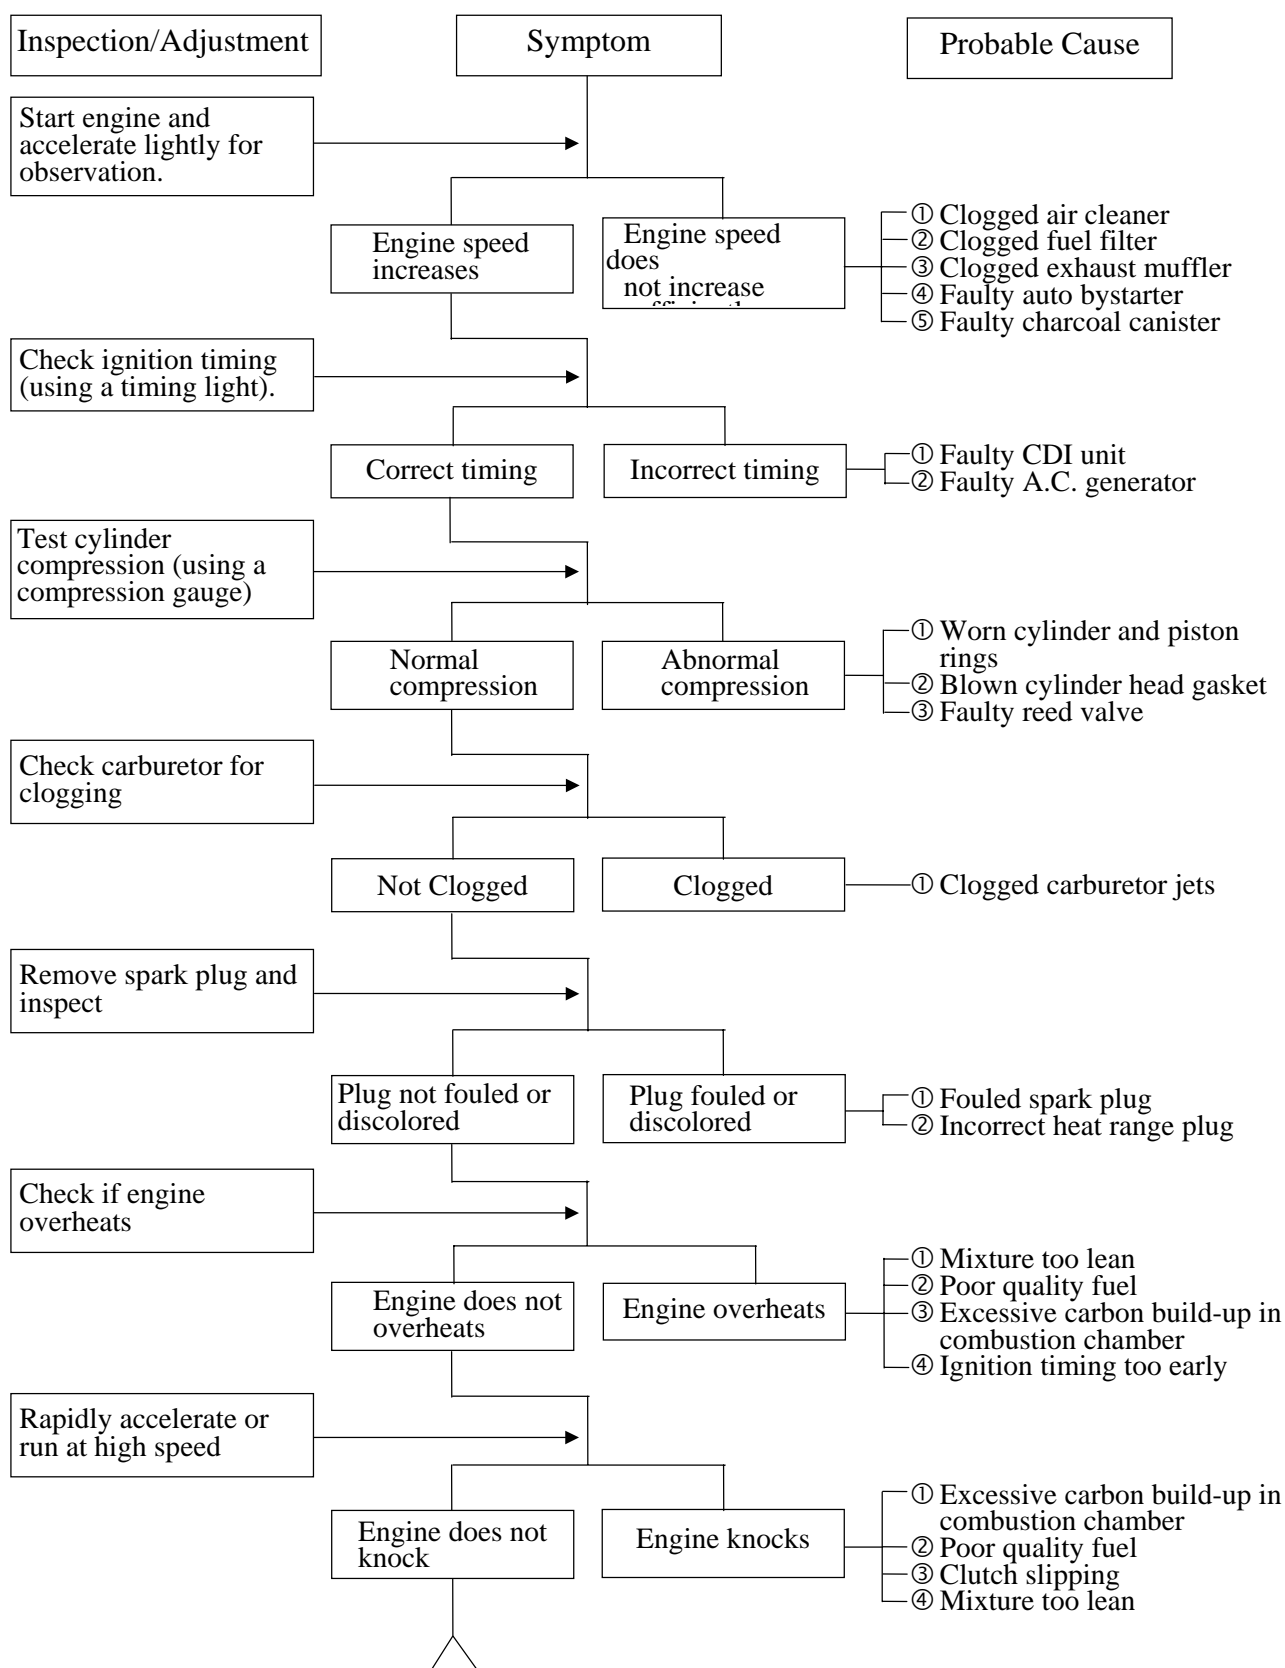 Inspection/Adjustment
Symptom
Probable Cause
Start engine and
accelerate lightly for
observation.
Engine speed
increases
Engine speed
does
not increase
① Clogged air cleaner
② Clogged fuel filter
③ Clogged exhaust muffler
④ Faulty auto bystarter
⑤ Faulty charcoal canister
Check ignition timing
(using a timing light).
Correct timing
Incorrect timing
① Faulty CDI unit
② Faulty A.C. generator
Test cylinder
compression (using a
compression gauge)
Normal
compression
Abnormal
compression
① Worn cylinder and piston
rings
② Blown cylinder head gasket
③ Faulty reed valve
Check carburetor for
clogging
Not Clogged
Clogged
① Clogged carburetor jets
Remove spark plug and
inspect
Plug not fouled or
discolored
Plug fouled or
discolored
① Fouled spark plug
② Incorrect heat range plug
Check if engine
overheats
Engine does not
overheats
Engine overheats
① Mixture too lean
② Poor quality fuel
③ Excessive carbon build-up in
combustion chamber
④ Ignition timing too early
Rapidly accelerate or
run at high speed
Engine does not
knock
Engine knocks
① Excessive carbon build-up in
combustion chamber
② Poor quality fuel
③ Clutch slipping
④ Mixture too lean